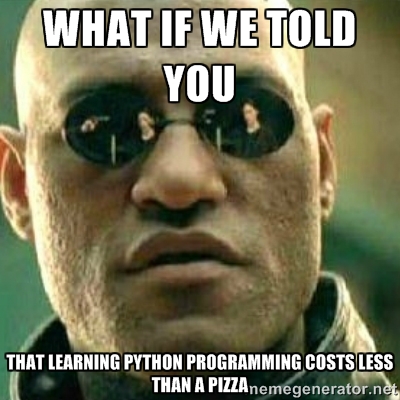 WHAT IF WE TOLD
YOU
THAT LEARNING PYTHON PROGRAMMING COSTS LESS
THAN A PIZZA
memegenerator.net